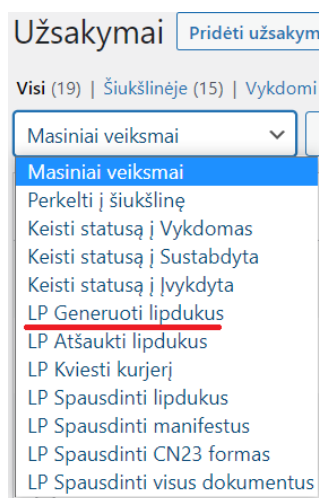 Užsakymai Pridėti užsakym
Visi (19) | Šiukšlinėje (15) | Vykdomi
Masiniai veiksmai
Masiniai veiksmai
Perkelti į šiukšlinę
Keisti statusą į Vykdomas
Keisti statusą į Sustabdyta
Keisti statusą į Įvykdyta
LP Generuoti lipdukus
LP Atšaukti lipdukus
LP Kviesti kurjerį
LP Spausdinti lipdukus
LP Spausdinti manifestus
LP Spausdinti CN23 formas
LP Spausdinti visus dokumentus